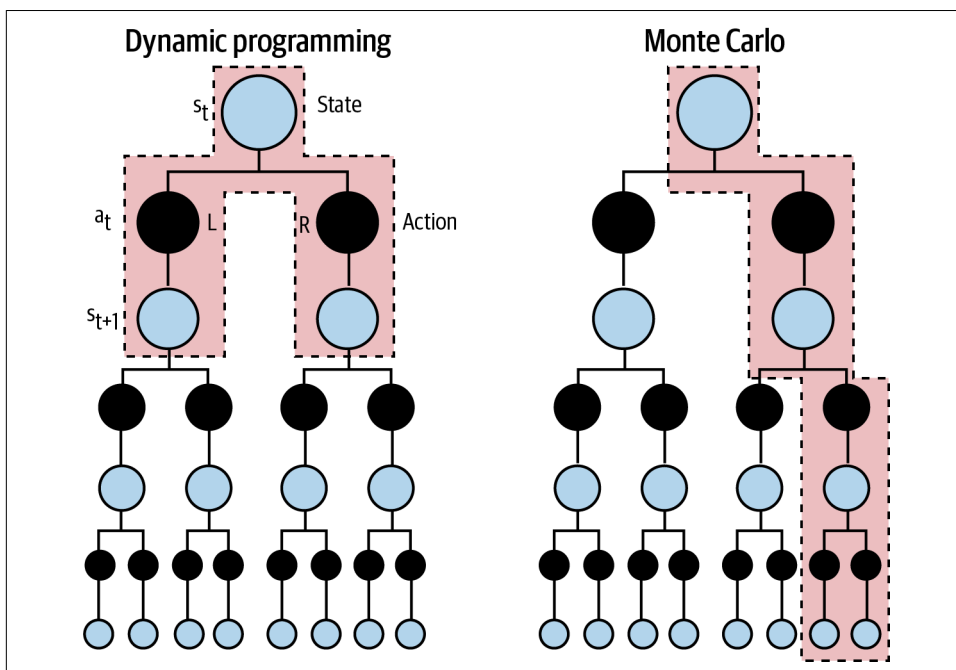 Dynamic programming
Monte Carlo
st
State
at
L
R
Action
st+1